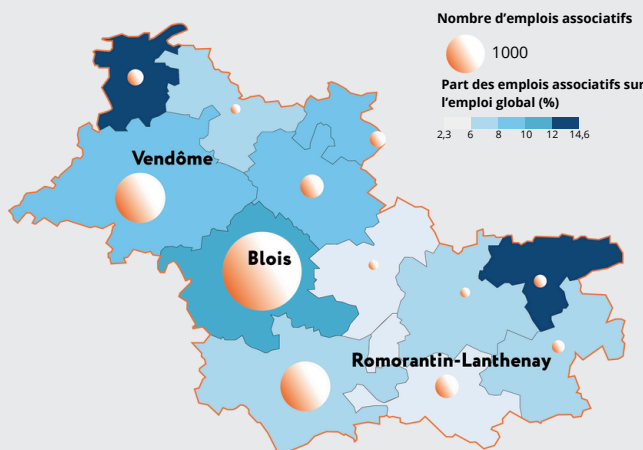 Nombre d’emplois associatifs
1000
Part des emplois associatifs sur
l’emploi global (%)
2,3 6 8 10 12 14,6
Vendôme
Blois
Romorantin-Lanthenay